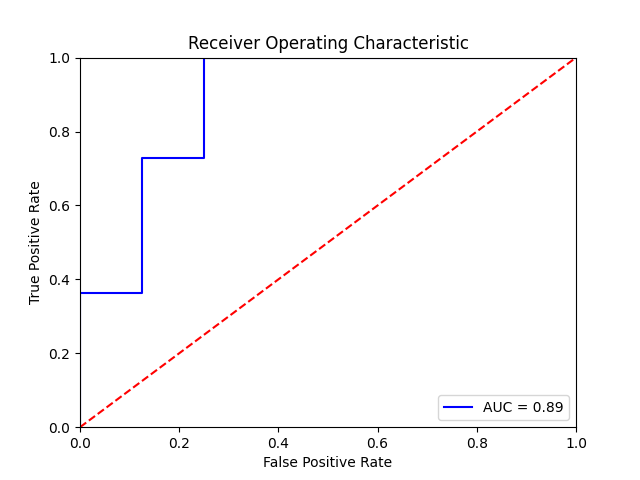 Receiver Operating Characteristic
True Positive Rate
1.0
0.8
0.6
0.4
0.2
0.0
AUC = 0.89
0.0 0.2 0.4 0.6 0.8 1.0
False Positive Rate